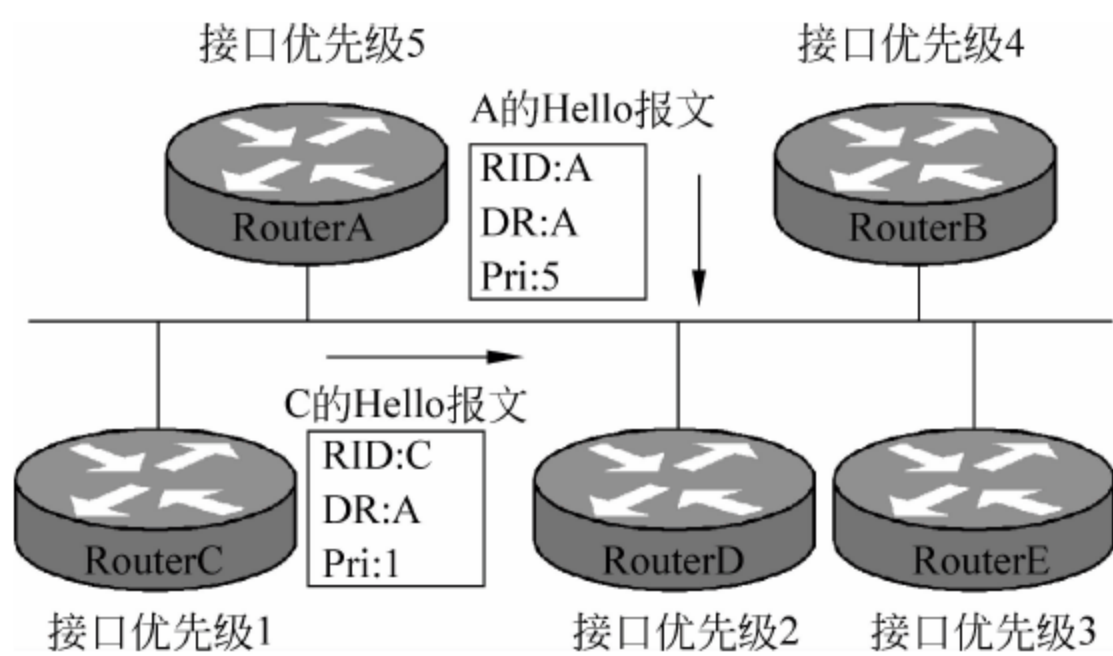 接口优先级5
接口优先级4
A的Hello报文
RID:A
DR:A
Pri:5
RouterA
RouterB
C的Hello报文
RID:C
DR:A
Pri:1
RouterC
RouterD
RouterE
接口优先级1
接口优先级2
接口优先级3